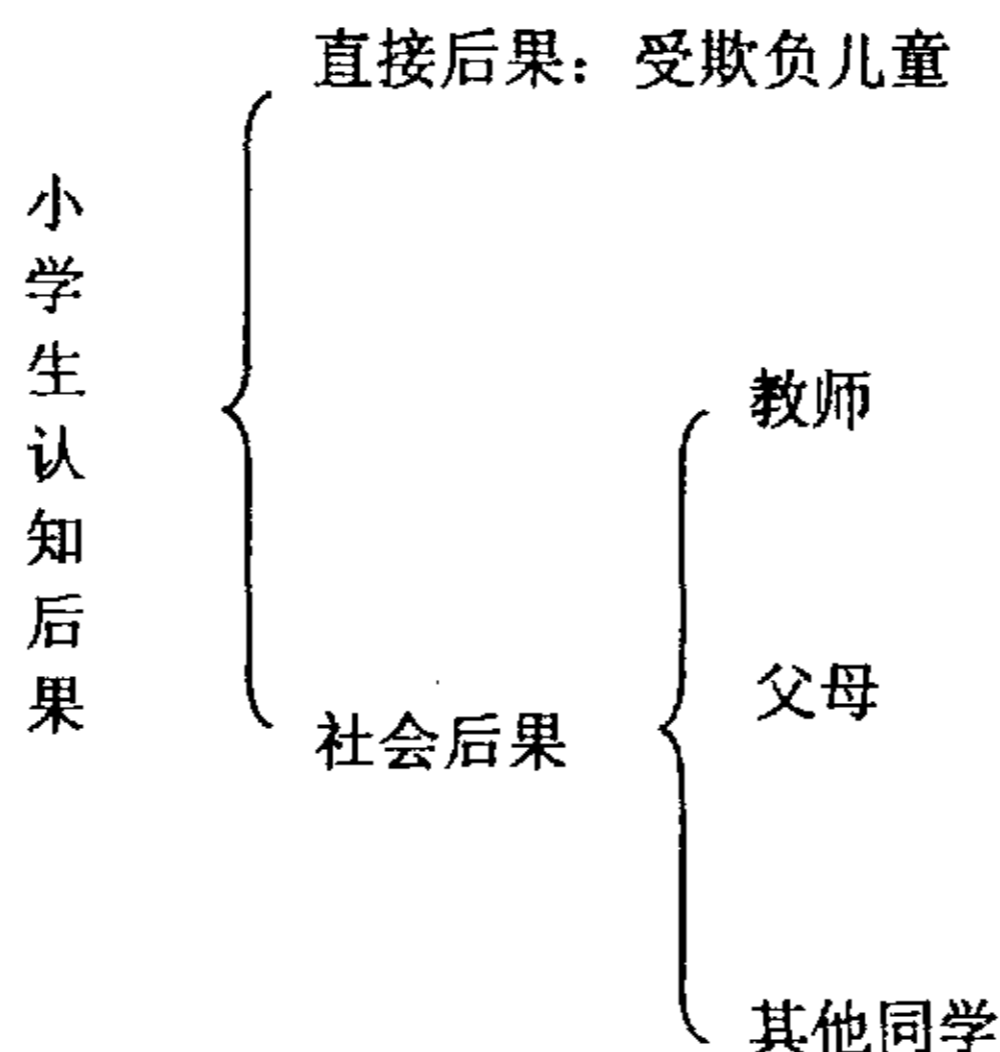 直接后果：受欺负儿童
小学生认知后果
教师
父母
社会后果
其他同学